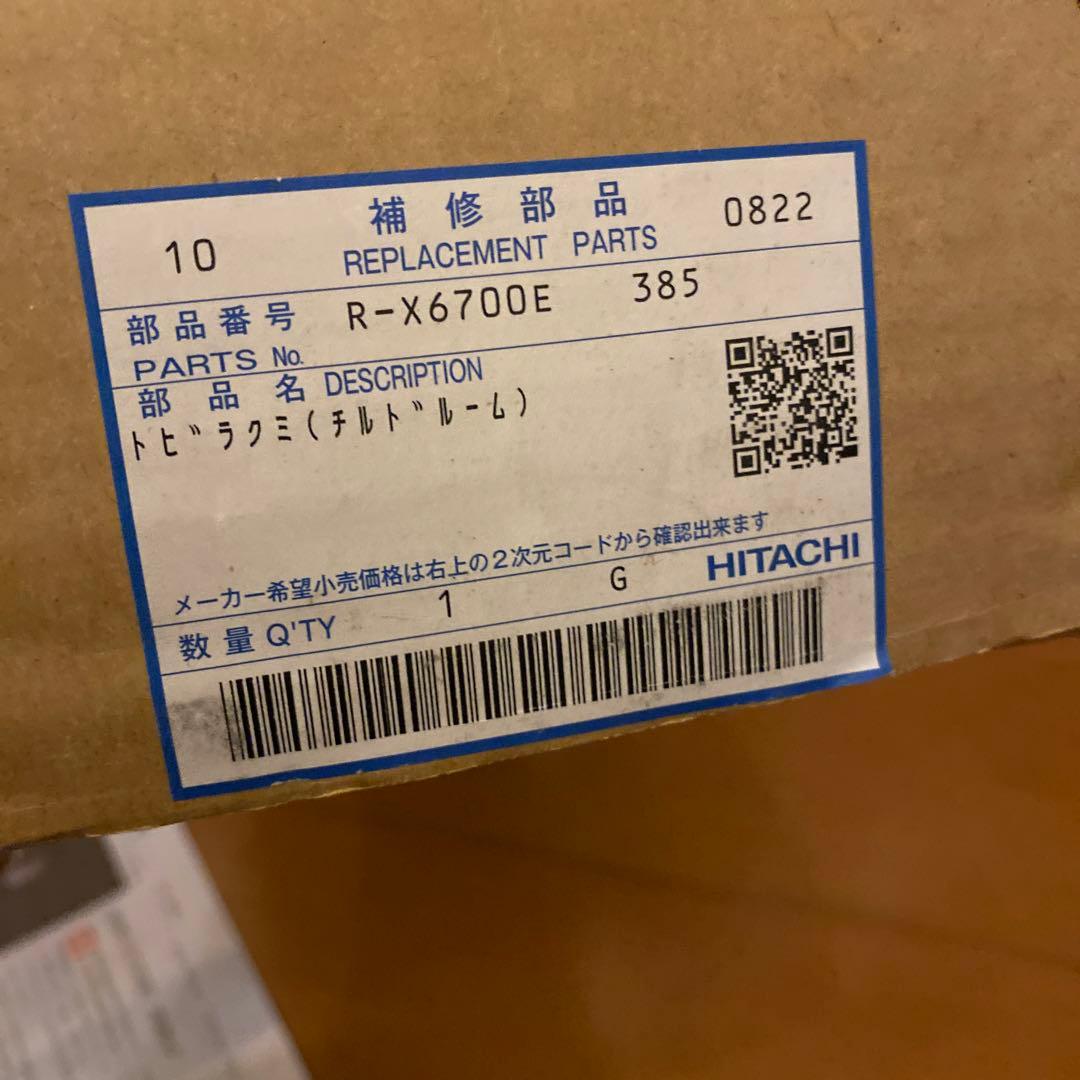 10 補修部品 0822
REPLACEMENT PARTS
部品番号 R-X6700E 385
PARTS No.
部品名 DESCRIPTION
ﾄﾋﾞﾗｸﾐ(ﾁﾙﾄﾞﾙｰﾑ)
メーカー希望小売価格は右上の2次元コードから確認出来ます
数量 Q'TY 1 G HITACHI